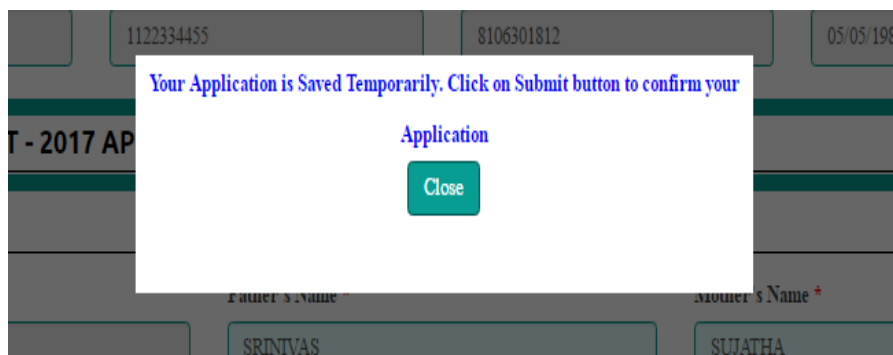 1122334455 8106301812 05/05/198
Your Application is Saved Temporarily. Click on Submit button to confirm your
Application
T - 2017 AP
Close
Father's Name * Mother's Name *
SRINIVAS SUJATHA